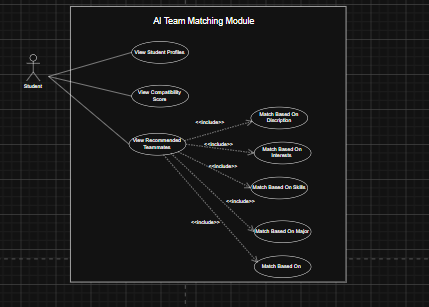 AI Team Matching Module
View Student Profiles
Student
View Compatibility
Score
View Recommended
Teammates
<<include>>
<<include>>
<<include>>
<<include>>
<<include>>
Match Based On
Discription
Match Based On
Interests
Match Based On Skills
Match Based On Major
Match Based On